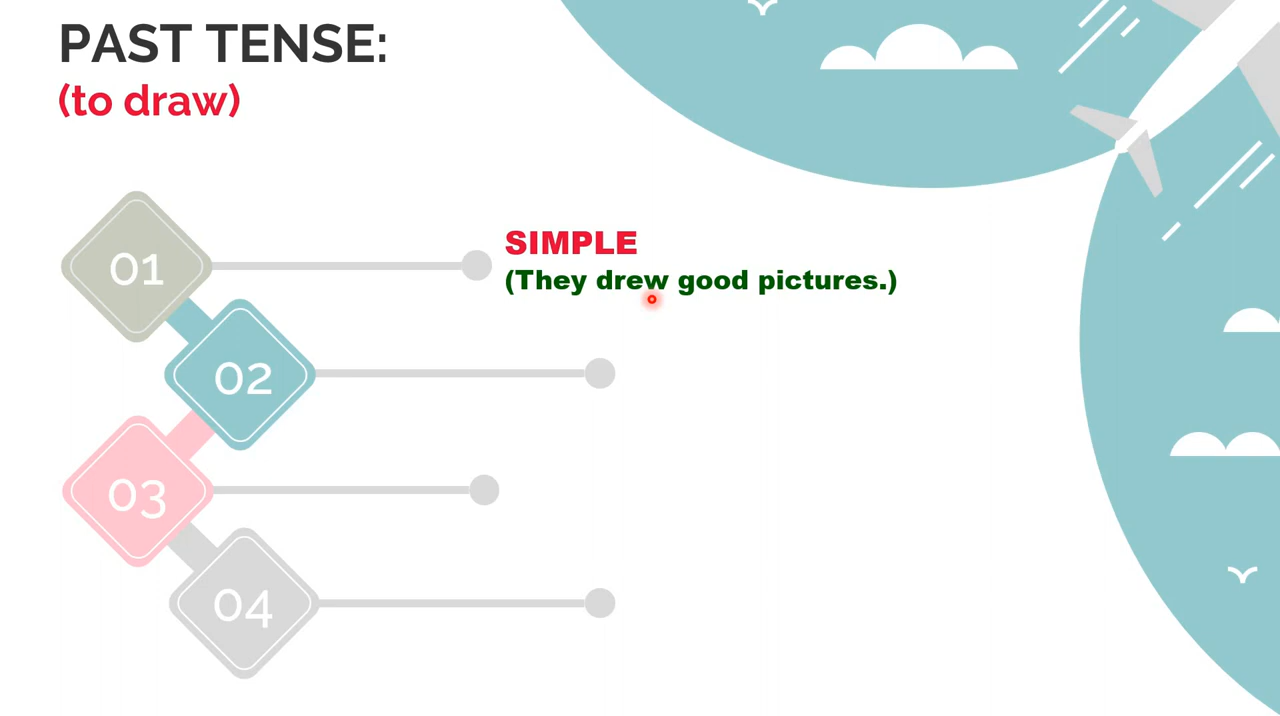 PAST TENSE:
(to draw)
01
SIMPLE
(They drew good pictures.)
02
03
04